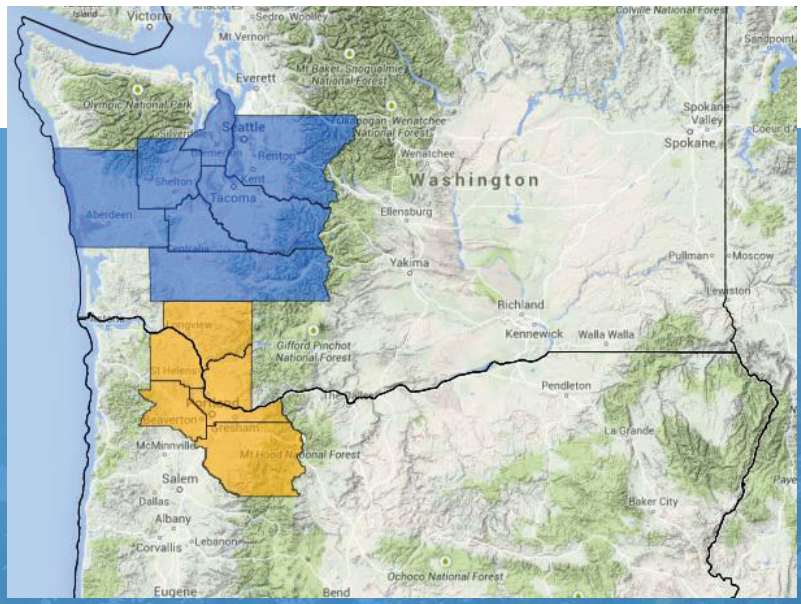 Island
Victoria
Sedro-Woolley
Colville National Forest
Mt Vernon
Sandpoint
Mt Baker-Snoqualmie
National Forest
Everett
Olympic National Park
Spokane
Valley
Coeur d'A
Spokane
Okanogan-Wenatchee
National Forest
Seattle
Silverdale
Bremerton
Renton
Wenatchee
Shelton
Kent
Tacoma
Washington
Aberdeen
Ellensburg
Centralia
Yakima
Pullman
Moscow
Lewiston
Richland
Longview
Kennewick
Walla Walla
Gifford Pinchot
National Forest
St Helens
The Dalles
Pendleton
Portland
Beaverton
Gresham
La Grande
McMinnville
Mt Hood National Forest
Salem
Paye
Dallas
Baker City
Albany
Lebanon
Corvallis
Ochoco National Forest
Eugene
Bend